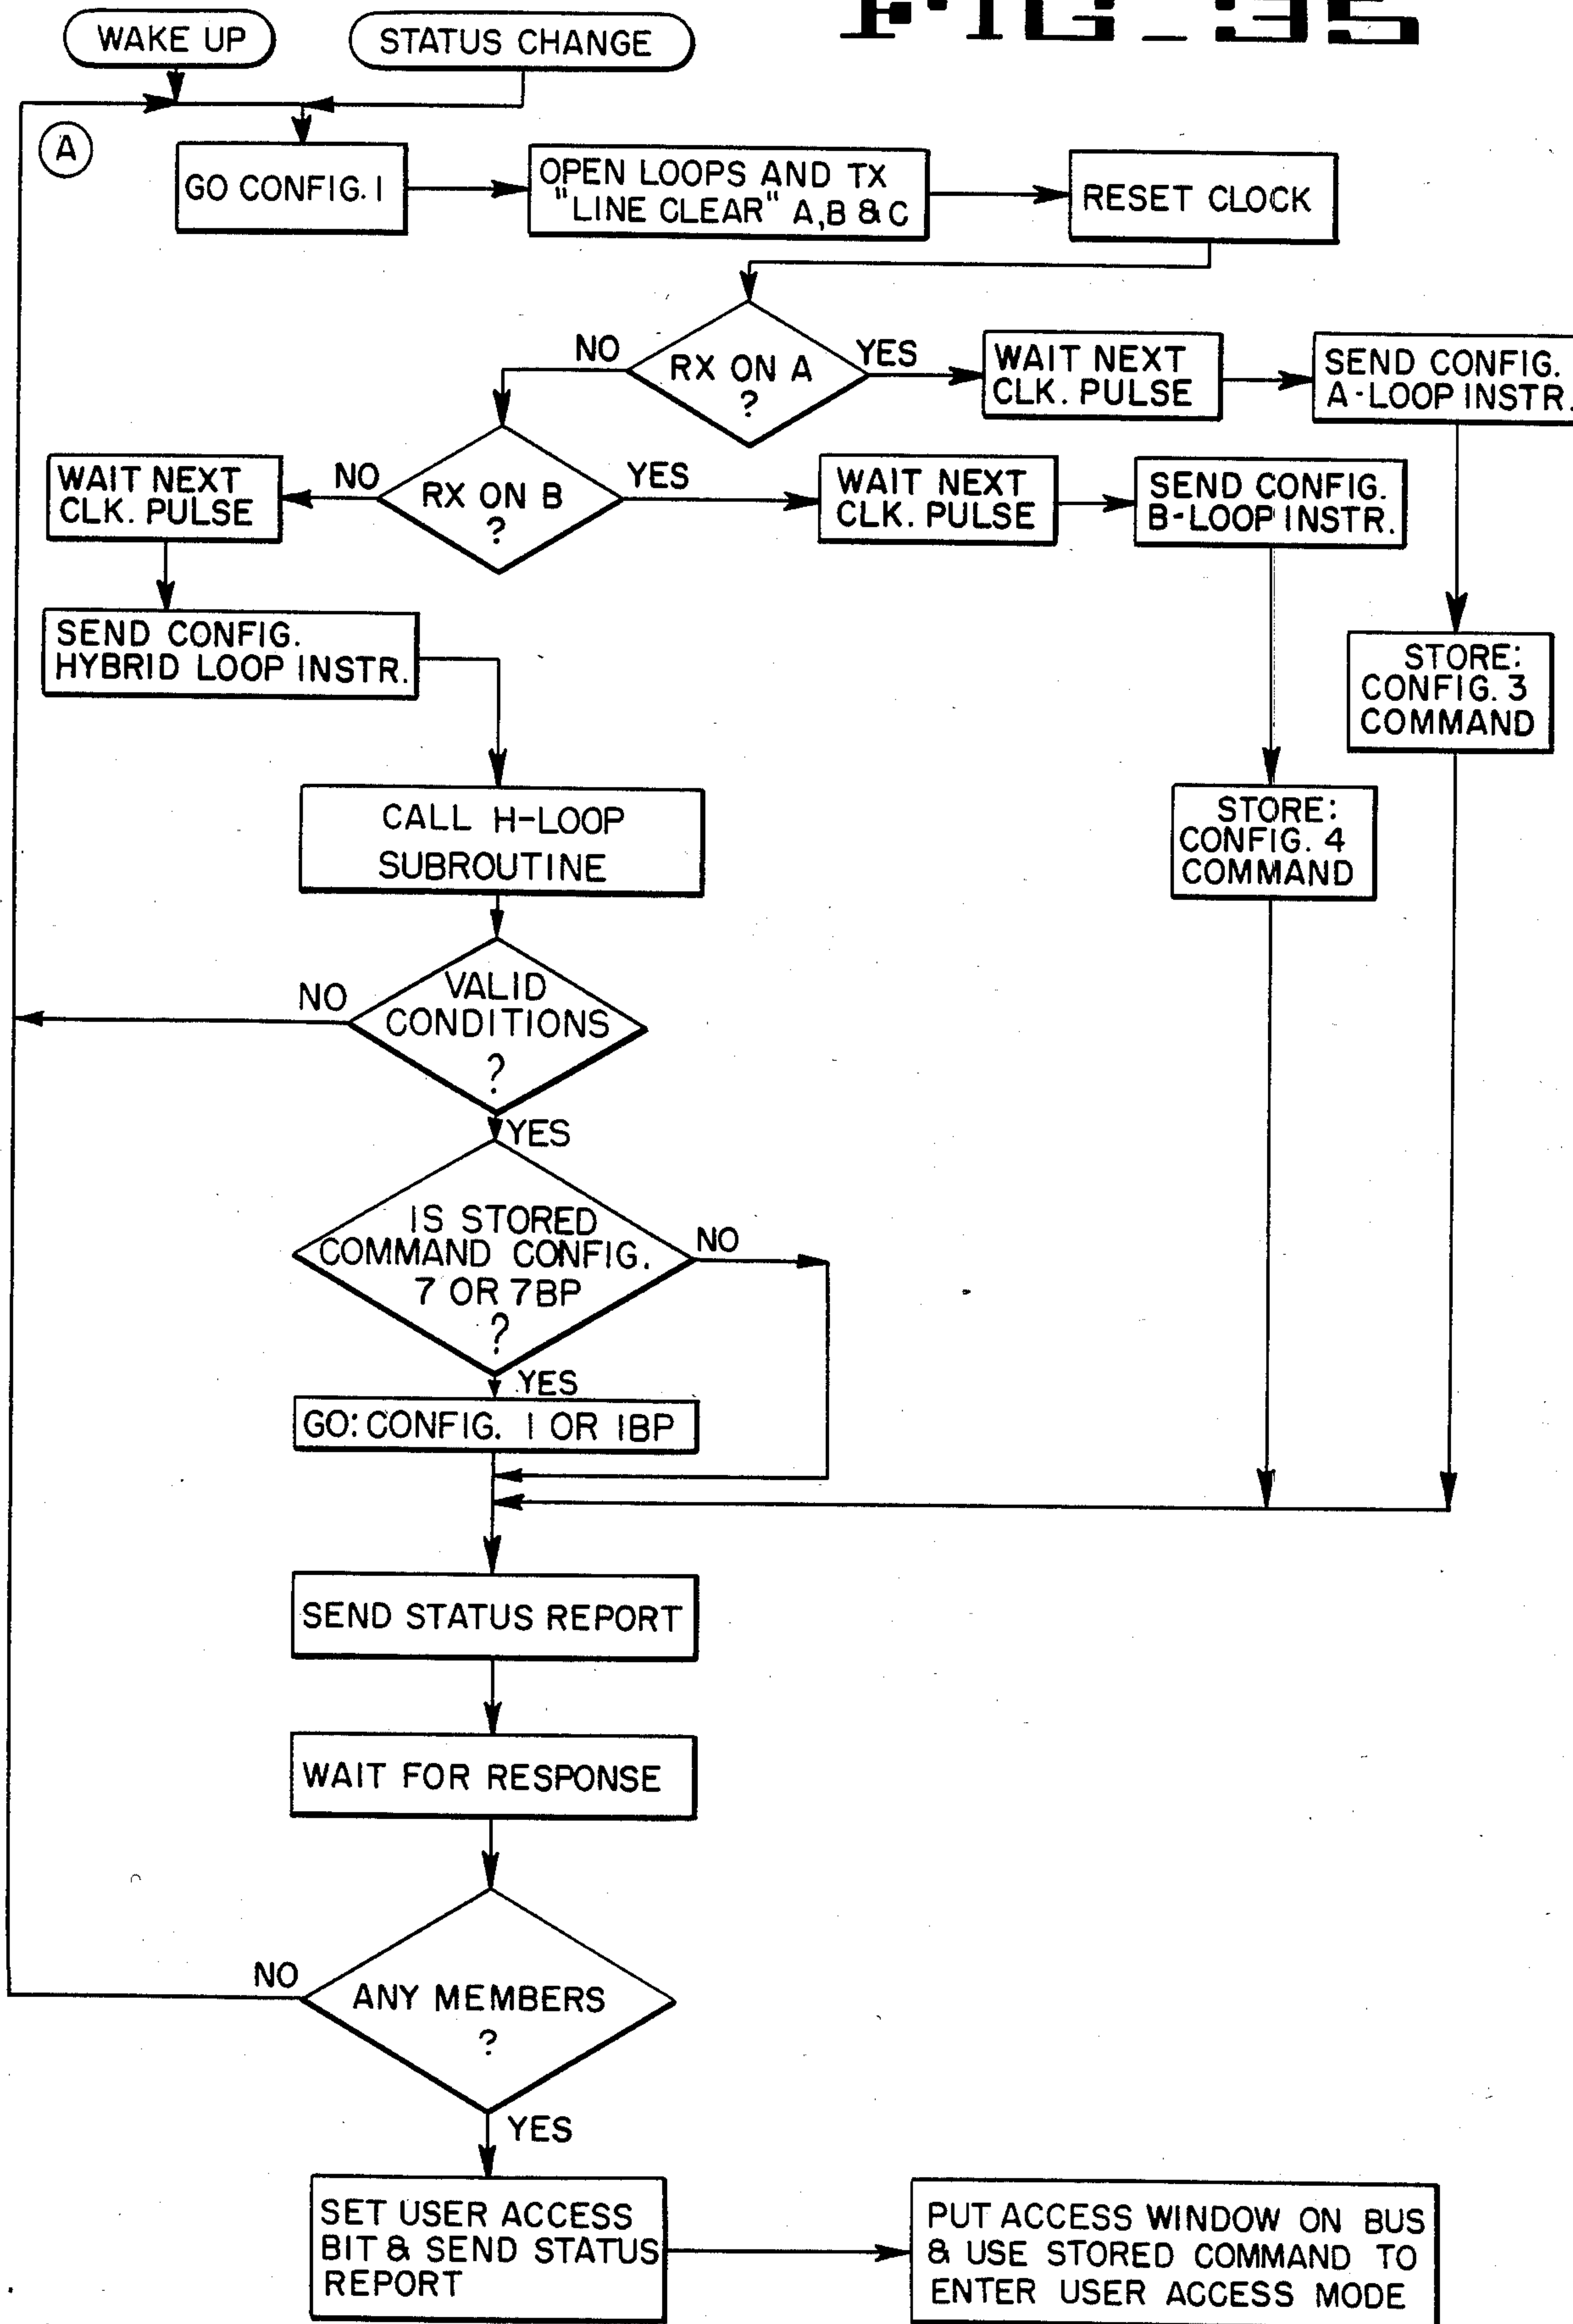 FIG_35
WAKE UP
STATUS CHANGE
A
GO CONFIG. 1
OPEN LOOPS AND TX
"LINE CLEAR" A,B & C
RESET CLOCK
NO
RX ON A
?
YES
WAIT NEXT
CLK. PULSE
SEND CONFIG.
A-LOOP INSTR.
WAIT NEXT
CLK. PULSE
NO
RX ON B
?
YES
WAIT NEXT
CLK. PULSE
SEND CONFIG.
B-LOOP INSTR.
SEND CONFIG.
HYBRID LOOP INSTR.
STORE:
CONFIG. 3
COMMAND
CALL H-LOOP
SUBROUTINE
STORE:
CONFIG. 4
COMMAND
NO
VALID
CONDITIONS
?
YES
IS STORED
COMMAND CONFIG.
7 OR 7BP
?
NO
YES
GO: CONFIG. 1 OR 1BP
SEND STATUS REPORT
WAIT FOR RESPONSE
NO
ANY MEMBERS
?
YES
SET USER ACCESS
BIT & SEND STATUS
REPORT
PUT ACCESS WINDOW ON BUS
& USE STORED COMMAND TO
ENTER USER ACCESS MODE